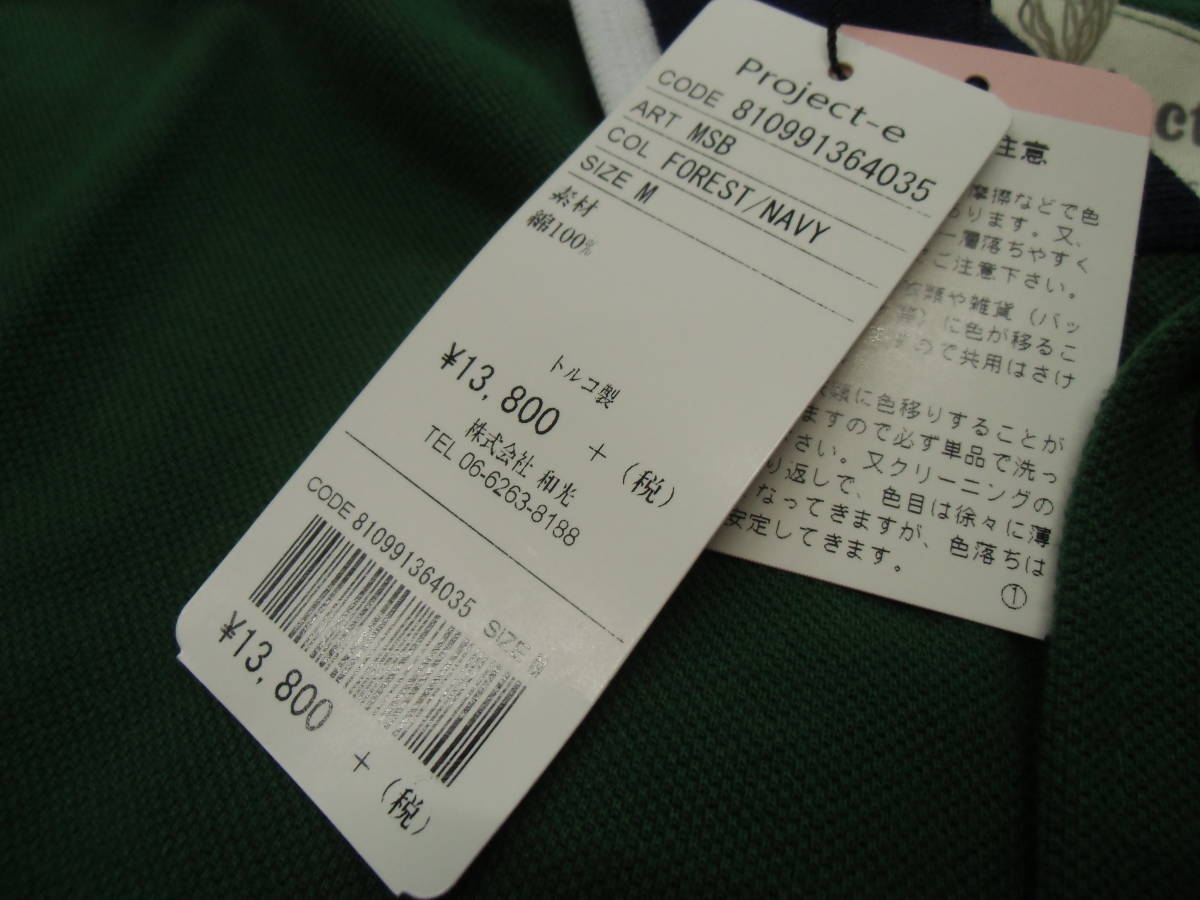 Project-e
CODE 810991364035
ART MSB
COL FOREST/NAVY
SIZE M
素材
綿100%
トルコ製
¥13,800 + (税)
株式会社 和光
TEL 06-6263-8188
CODE 810991364035 SIZE M
¥13,800 + (税)
注意
摩擦などで色
ります。又、
一層落ちやすく
ご注意下さい。
衣類や雑貨（バッ
に色が移るこ
すので共用はさけ
に色移りすることが
ますので必ず単品で洗っ
さい。又クリーニングの
り返しで、色目は徐々に薄
なってきますが、色落ちは
安定してきます。
①